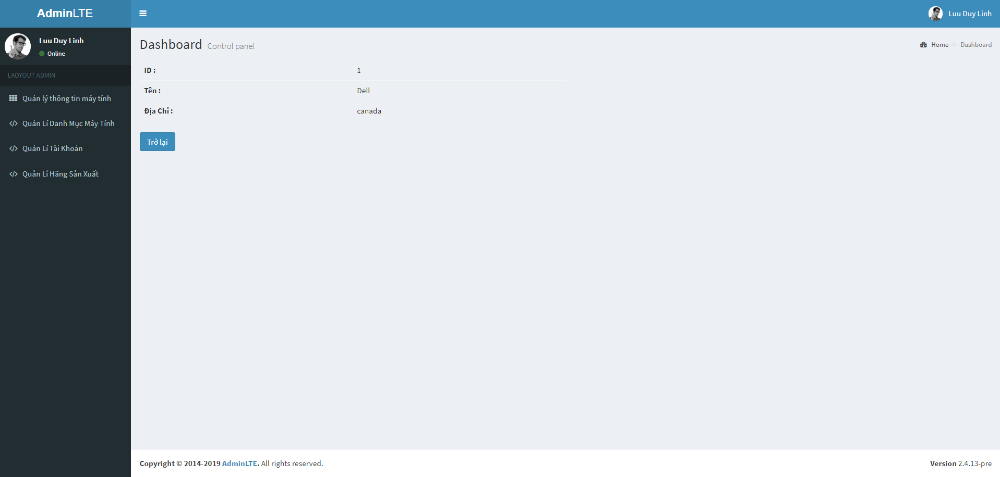 AdminLTE
Luu Duy Linh
Luu Duy Linh
Online
LAOYOUT ADMIN
Quản lý thông tin máy tính
Quản Lí Danh Mục Máy Tính
Quản Lí Tài Khoản
Quản Lí Hãng Sản Xuất
Dashboard Control panel
Home > Dashboard
ID : 1
Tên : Dell
Địa Chỉ : canada
Trở lại
Copyright © 2014-2019 AdminLTE. All rights reserved.
Version 2.4.13-pre